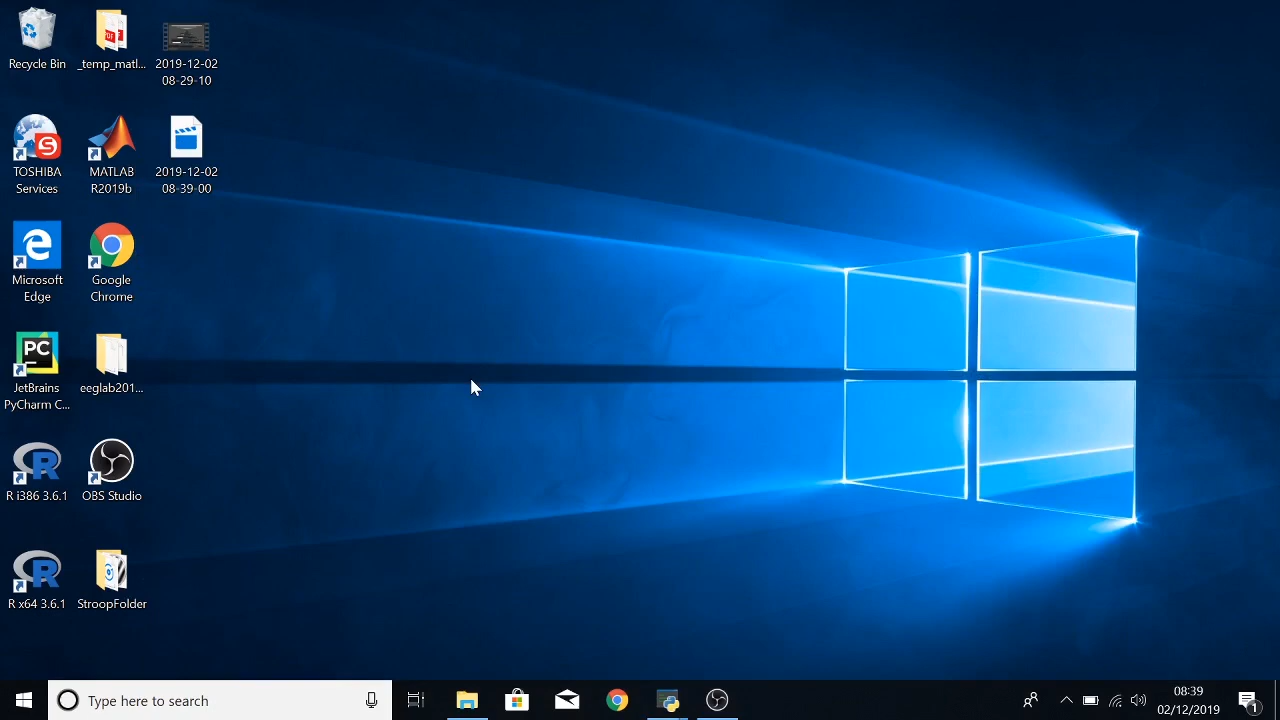 Recycle Bin
_temp_matl...
2019-12-02
08-29-10
TOSHIBA
Services
MATLAB
R2019b
2019-12-02
08-39-00
Microsoft
Edge
Google
Chrome
PC
JetBrains
PyCharm C...
eeglab201...
R i386 3.6.1
OBS Studio
R x64 3.6.1
StroopFolder
Type here to search
08:39
02/12/2019
1